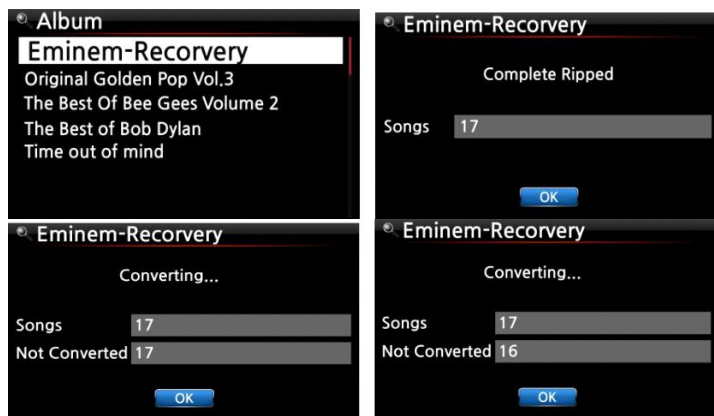 Album
Eminem-Recorvery
Original Golden Pop Vol.3
The Best Of Bee Gees Volume 2
The Best of Bob Dylan
Time out of mind
Eminem-Recorvery
Complete Ripped
Songs 17
OK
Eminem-Recorvery
Converting...
Songs 17
Not Converted 17
OK
Eminem-Recorvery
Converting...
Songs 17
Not Converted 16
OK